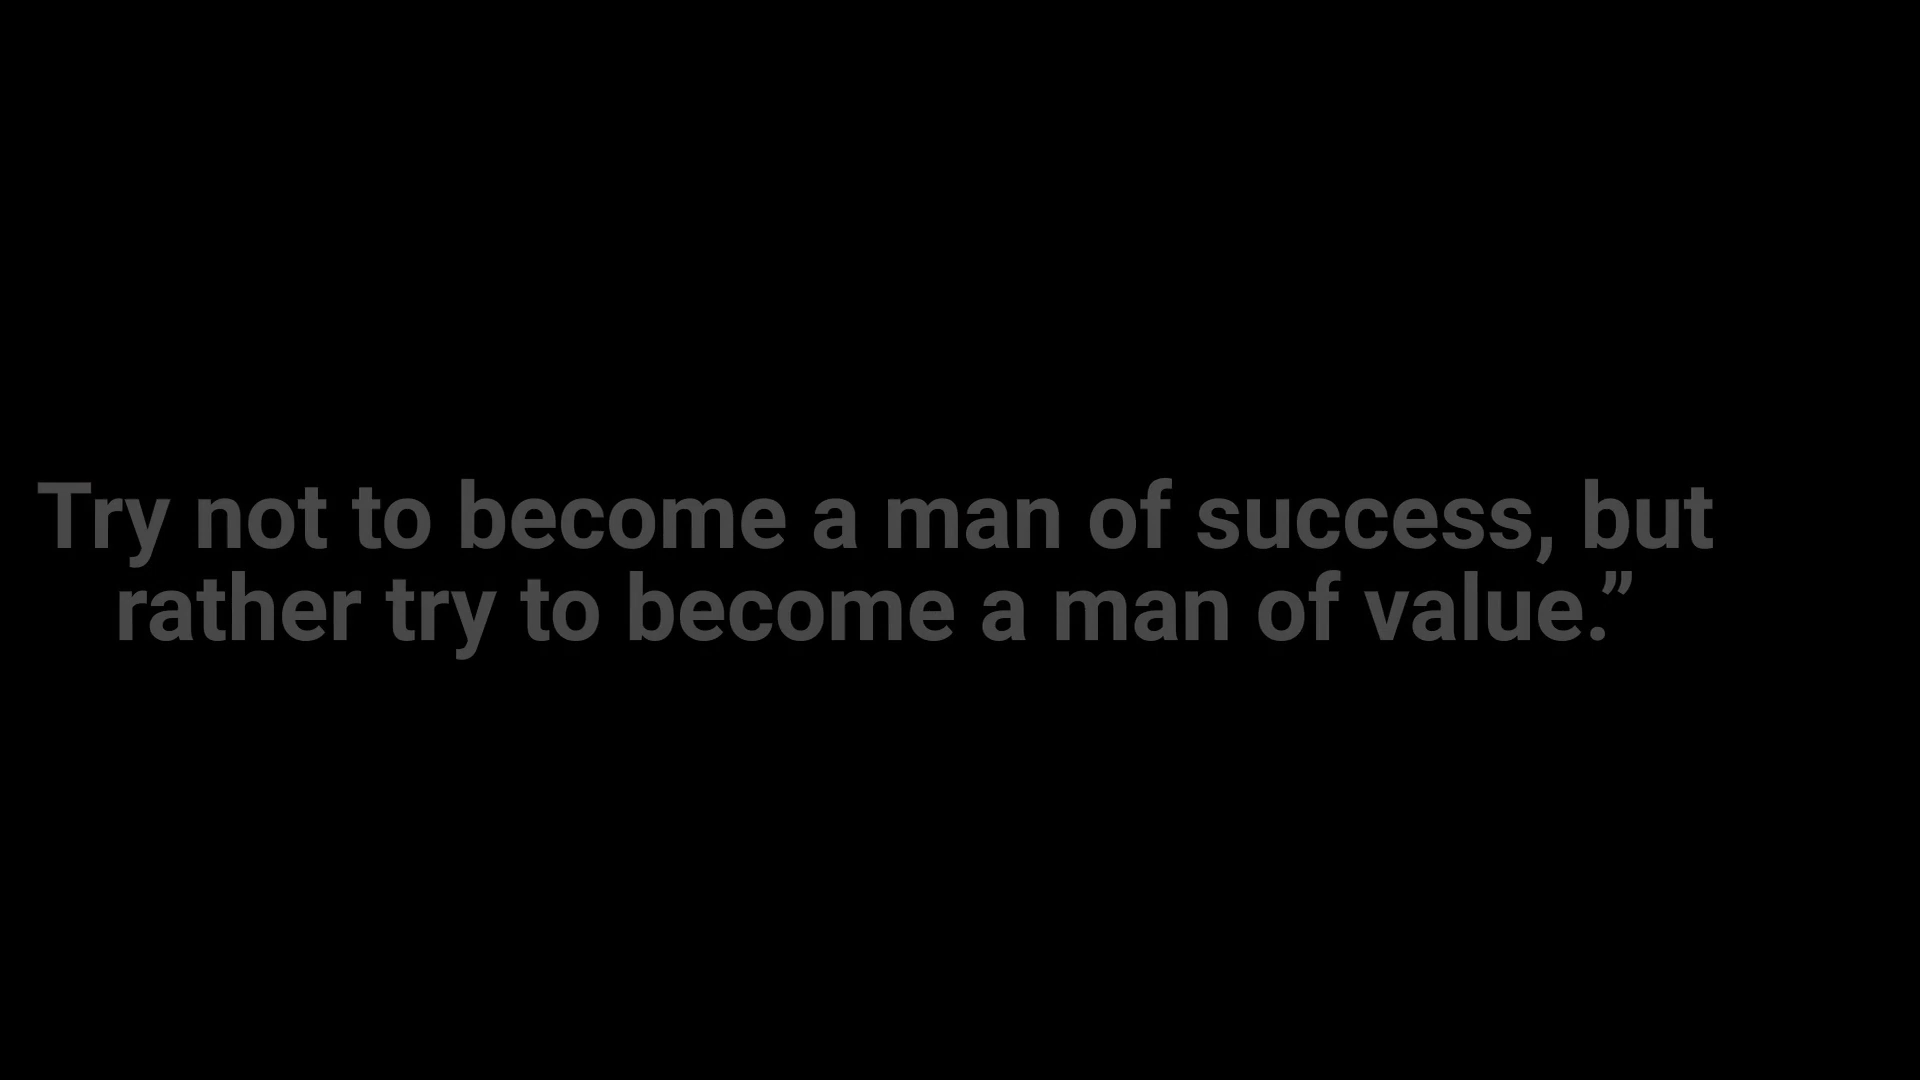 Try not to become a man of success, but
rather try to become a man of value.”